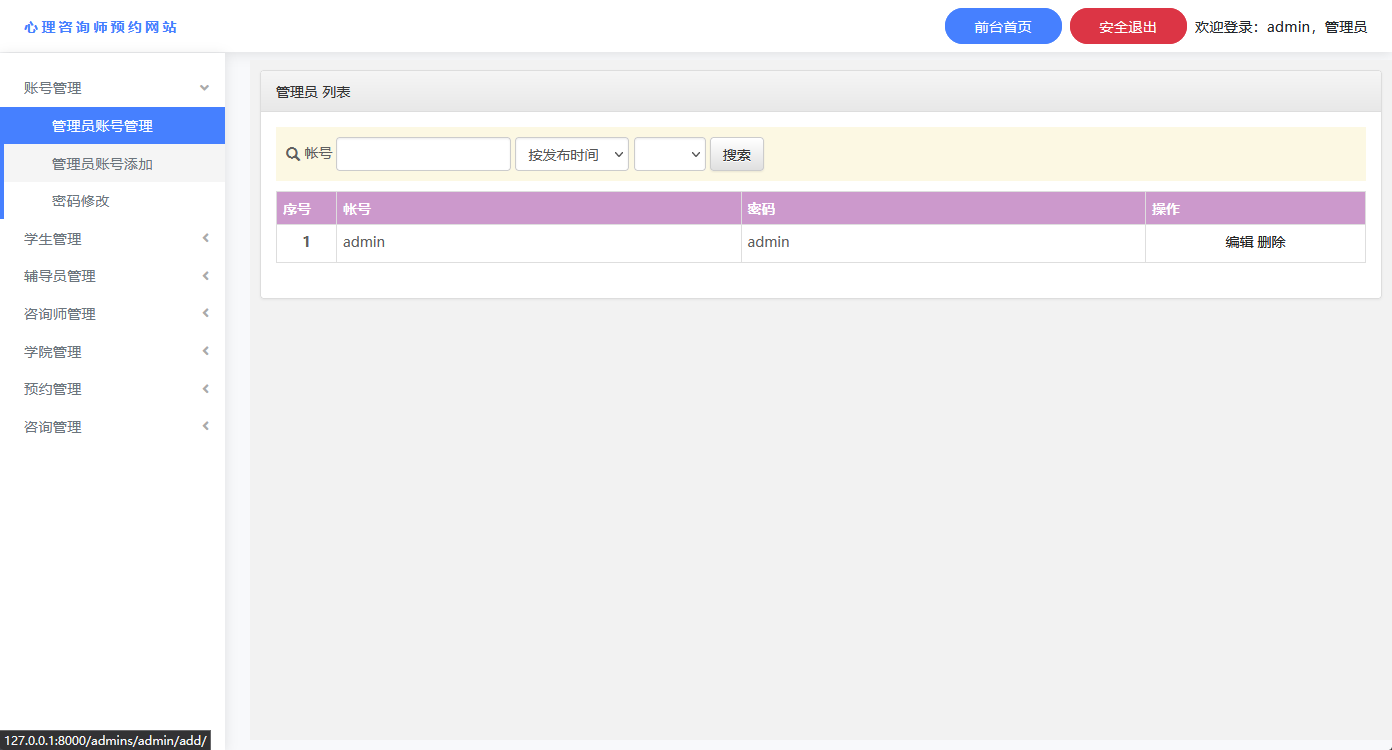 心理咨询师预约网站
前台首页 安全退出 欢迎登录：admin，管理员
账号管理
管理员账号管理
管理员账号添加
密码修改
学生管理
辅导员管理
咨询师管理
学院管理
预约管理
咨询管理
管理员 列表
帐号 按发布时间 搜索
序号 帐号 密码 操作
1 admin admin 编辑 删除
127.0.0.1:8000/admins/admin/add/